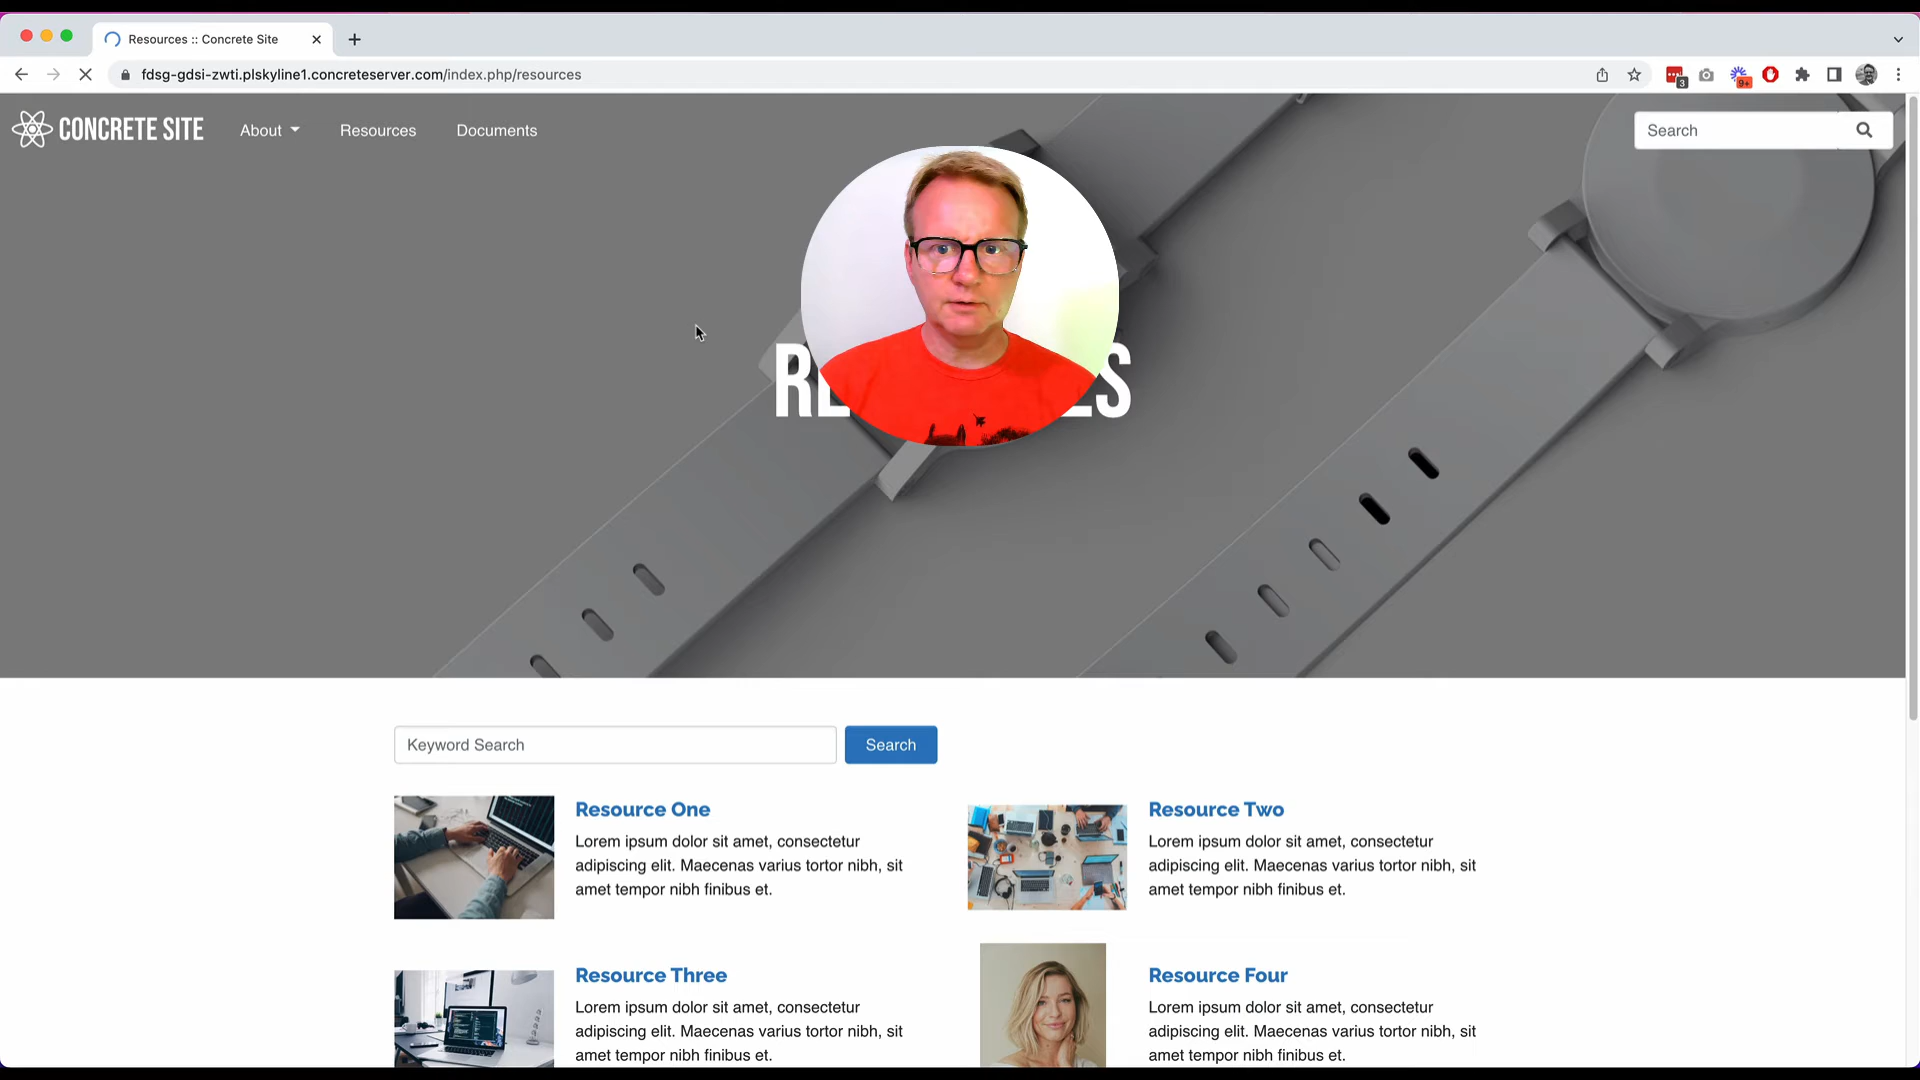 Resources :: Concrete Site
fdsg-gdsi-zwti.plskyline1.concreteserver.com/index.php/resources
3
9+
CONCRETE SITE
About
Resources
Documents
Search
Keyword Search
Search
Resource One
Lorem ipsum dolor sit amet, consectetur
adipiscing elit. Maecenas varius tortor nibh, sit
amet tempor nibh finibus et.
Resource Two
Lorem ipsum dolor sit amet, consectetur
adipiscing elit. Maecenas varius tortor nibh, sit
amet tempor nibh finibus et.
Resource Three
Lorem ipsum dolor sit amet, consectetur
adipiscing elit. Maecenas varius tortor nibh, sit
amet tempor nibh finibus et.
Resource Four
Lorem ipsum dolor sit amet, consectetur
adipiscing elit. Maecenas varius tortor nibh, sit
amet tempor nibh finibus et.